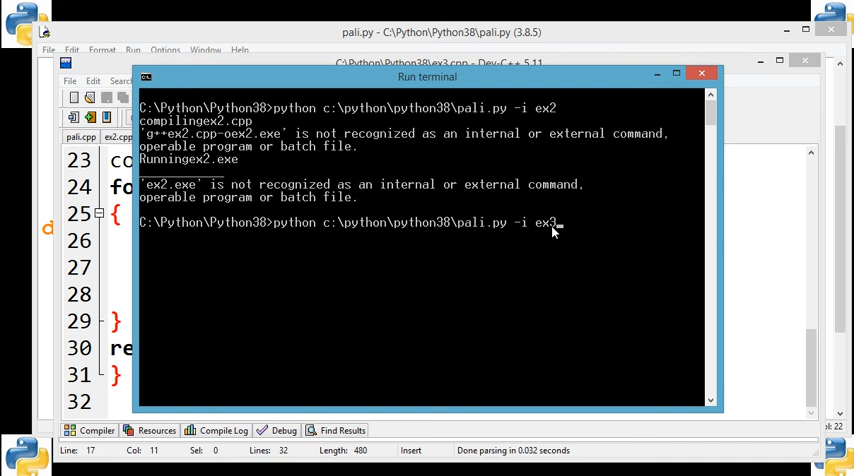 pali.py - C:\Python\Python38\pali.py (3.8.5)
File Edit Format Run Options Window Help
C:\Python\Python38\ex3.cpp - Dev-C++ 5.11
File Edit Search
Run terminal
C:\Python\Python38>python c:\python\python38\pali.py -i ex2
compilingex2.cpp
'g++ex2.cpp-oex2.exe' is not recognized as an internal or external command,
operable program or batch file.
Runningex2.exe
'ex2.exe' is not recognized as an internal or external command,
operable program or batch file.
C:\Python\Python38>python c:\python\python38\pali.py -i ex3
pali.cpp ex2.cpp
23 co
24 fo
25 {
26
27
28
29 }
30 re
31 }
32
Compiler Resources Compile Log Debug Find Results
Line: 17 Col: 11 Sel: 0 Lines: 32 Length: 480 Insert Done parsing in 0.032 seconds